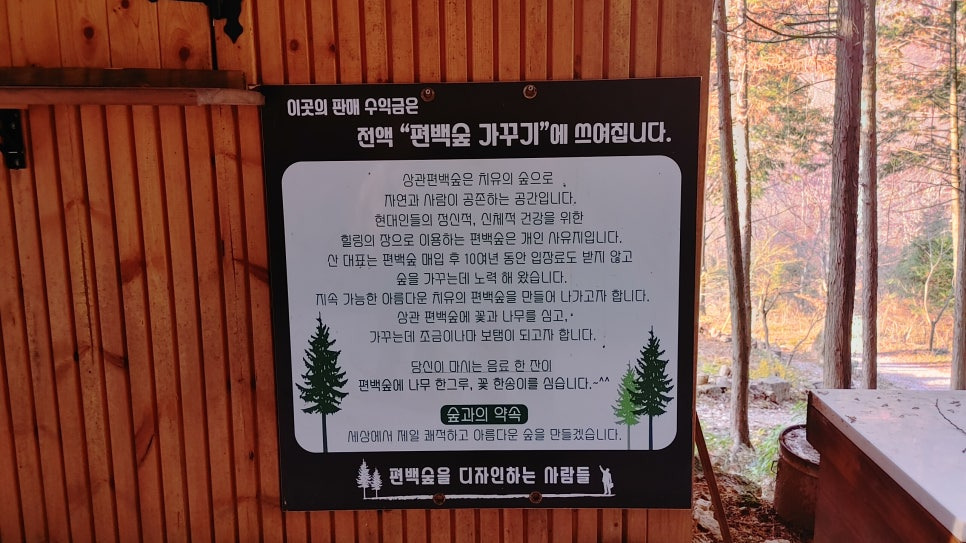 이곳의 판매 수익금은
전액 “편백숲 가꾸기”에 쓰여집니다.
상관편백숲은 치유의 숲으로
자연과 사람이 공존하는 공간입니다.
현대인들의 정신적, 신체적 건강을 위한
힐링의 장으로 이용하는 편백숲은 개인 사유지입니다.
산 대표는 편백숲 매입 후 10여년 동안 입장료도 받지 않고
숲을 가꾸는데 노력 해 왔습니다.
지속 가능한 아름다운 치유의 편백숲을 만들어 나가고자 합니다.
상관 편백숲에 꽃과 나무를 심고,
가꾸는데 조금이나마 보탬이 되고자 합니다.
당신이 마시는 음료 한 잔이
편백숲에 나무 한그루, 꽃 한송이를 심습니다.~^^
숲과의 약속
세상에서 제일 쾌적하고 아름다운 숲을 만들겠습니다.
편백숲을 디자인하는 사람들